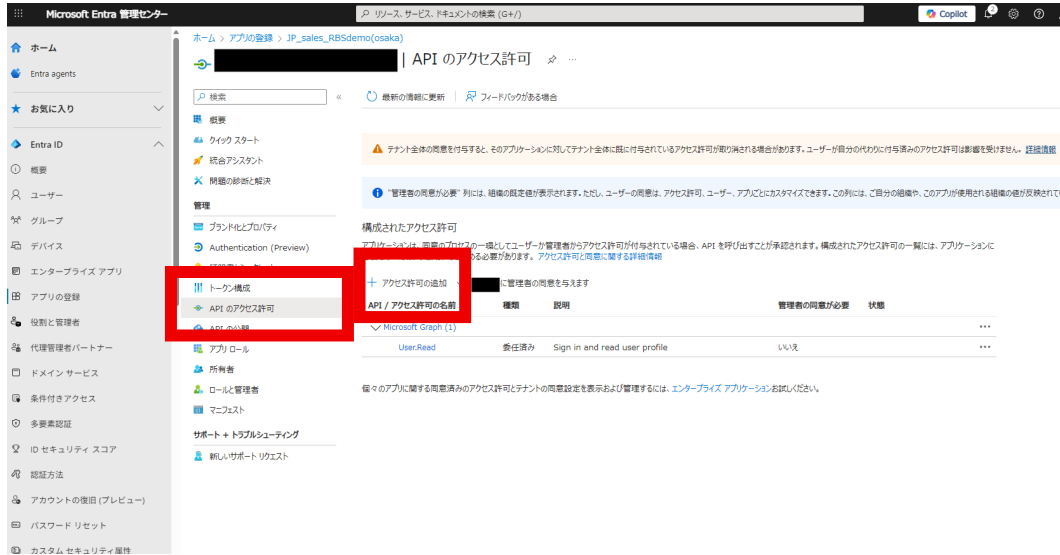 Microsoft Entra 管理センター
リソース、サービス、ドキュメントの検索 (G+/)
Copilot
2
ホーム
Entra agents
お気に入り
Entra ID
概要
ユーザー
グループ
デバイス
エンタープライズ アプリ
アプリの登録
役割と管理者
代理管理者パートナー
ドメイン サービス
条件付きアクセス
多要素認証
ID セキュリティ スコア
認証方法
アカウントの復旧 (プレビュー)
パスワード リセット
カスタム セキュリティ属性
ホーム > アプリの登録 > JP_sales_RBSdemo(osaka)
| API のアクセス許可
検索
概要
クイック スタート
統合アシスタント
問題の診断と解決
管理
ブランド化とプロパティ
Authentication (Preview)
トークン構成
API のアクセス許可
API の公開
アプリ ロール
所有者
ロールと管理者
マニフェスト
サポート + トラブルシューティング
新しいサポート リクエスト
最新の情報に更新
フィードバックがある場合
テナント全体の同意を付与すると、そのアプリケーションに対してテナント全体に既に付与されているアクセス許可が取り消される場合があります。ユーザーが自分の代わりに付与済みのアクセス許可は影響を受けません。詳細情報
"管理者の同意が必要" 列には、組織の既定値が表示されます。ただし、ユーザーの同意は、アクセス許可、ユーザー、アプリごとにカスタマイズできます。この列には、ご自分の組織や、このアプリが使用される組織の値が反映されて
構成されたアクセス許可
アプリケーションは、同意のプロセスの一環としてユーザーか管理者からアクセス許可が付与されている場合、API を呼び出すことが承認されます。構成されたアクセス許可の一覧には、アプリケーションに
める必要があります。アクセス許可と同意に関する詳細情報
アクセス許可の追加
に管理者の同意を与えます
API / アクセス許可の名前 種類 説明 管理者の同意が必要 状態
Microsoft Graph (1)
User.Read 委任済み Sign in and read user profile いいえ
個々のアプリに関する同意済みのアクセス許可とテナントの同意設定を表示および管理するには、エンタープライズ アプリケーションお試しください。